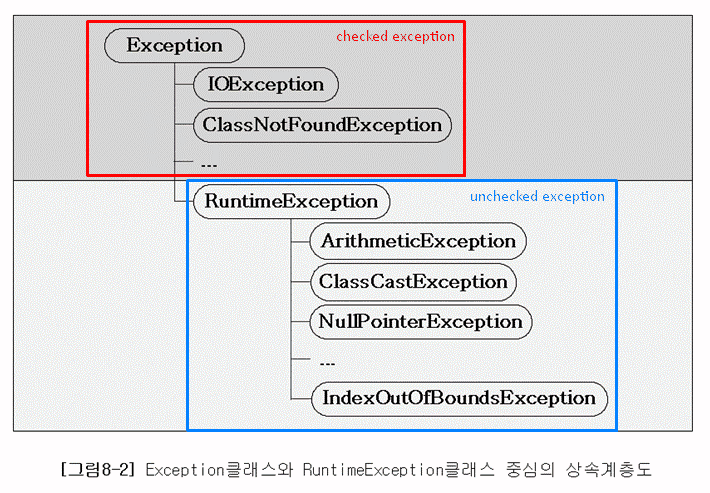 Exception
checked exception
IOException
ClassNotFoundException
...
RuntimeException
unchecked exception
ArithmeticException
ClassCastException
NullPointerException
...
IndexOutOfBoundsException
[그림8-2] Exception클래스와 RuntimeException클래스 중심의 상속계층도